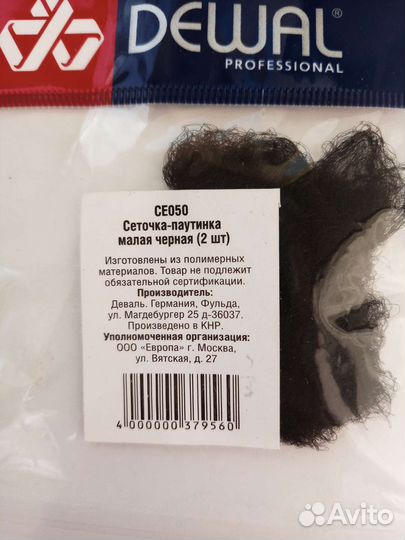 DEWAL®
PROFESSIONAL
CE050
Сеточка-паутинка
малая черная (2 шт)
Изготовлены из полимерных
материалов. Товар не подлежит
обязательной сертификации.
Производитель:
Деваль. Германия, Фульда,
ул. Магдебургер 25 д-36037.
Произведено в КНР.
Уполномоченная организация:
ООО «Европа» г. Москва,
ул. Вятская, д. 27
4 000000 379560
Avito